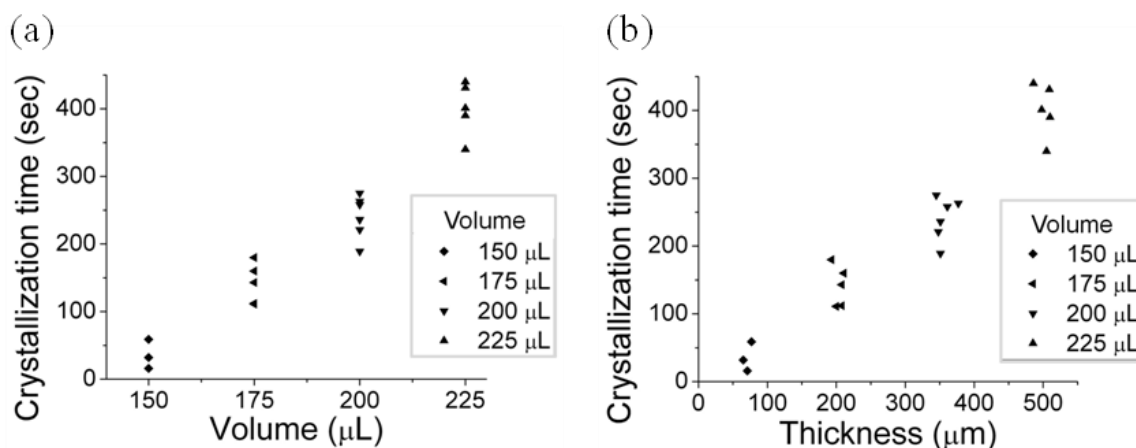 (a)
Crystallization time (sec)
400
300
200
100
0
150
175
200
225
Volume (μL)
Volume
150 μL
175 μL
200 μL
225 μL
(b)
Crystallization time (sec)
400
300
200
100
0
0
100
200
300
400
500
Thickness (μm)
Volume
150 μL
175 μL
200 μL
225 μL